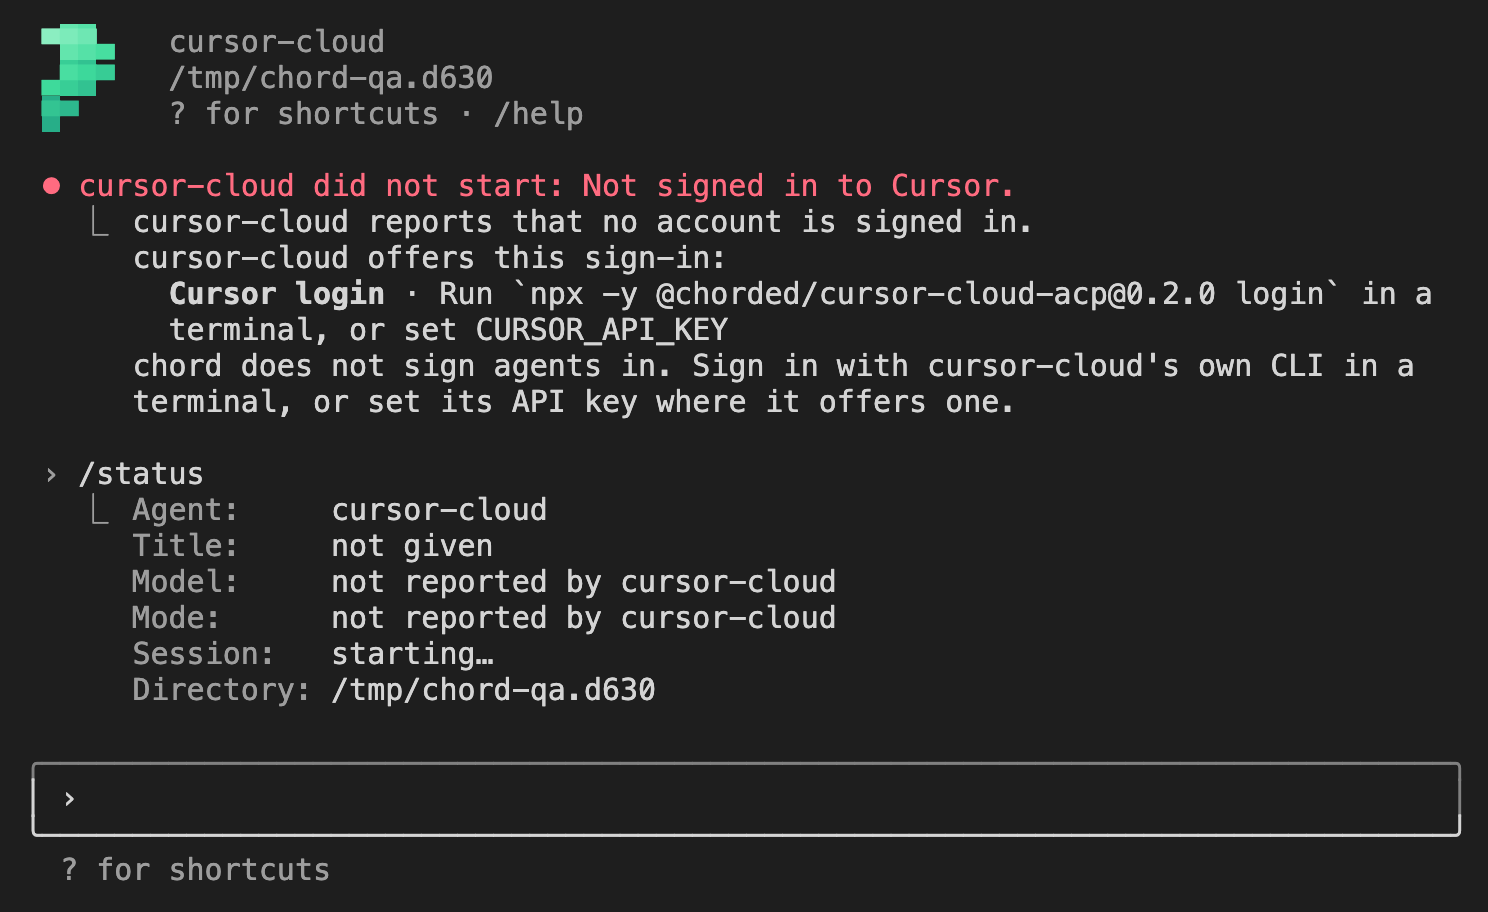 cursor-cloud
/tmp/chord-qa.d630
? for shortcuts · /help
● cursor-cloud did not start: Not signed in to Cursor.
cursor-cloud reports that no account is signed in.
cursor-cloud offers this sign-in:
Cursor login · Run `npx -y @chorded/cursor-cloud-acp@0.2.0 login` in a
terminal, or set CURSOR_API_KEY
chord does not sign agents in. Sign in with cursor-cloud's own CLI in a
terminal, or set its API key where it offers one.
› /status
Agent: cursor-cloud
Title: not given
Model: not reported by cursor-cloud
Mode: not reported by cursor-cloud
Session: starting…
Directory: /tmp/chord-qa.d630
›
? for shortcuts